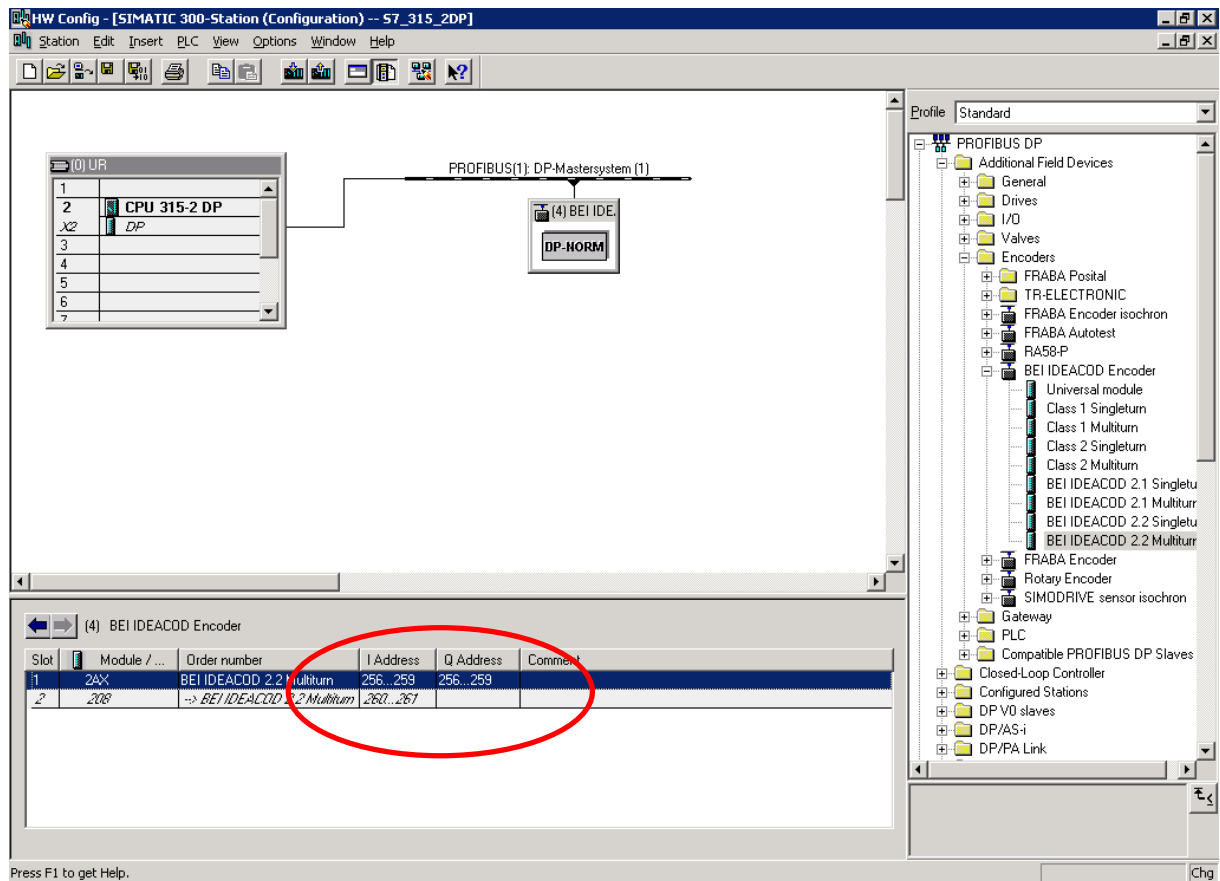 HW Config - [SIMATIC 300-Station (Configuration) -- S7_315_2DP]
Station Edit Insert PLC View Options Window Help
(0) UR
1
2 CPU 315-2 DP
X2 DP
3
4
5
6
7
PROFIBUS(1): DP-Mastersystem (1)
(4) BEI IDE.
DP-NORM
Profile Standard
PROFIBUS DP
Additional Field Devices
General
Drives
I/O
Valves
Encoders
FRABA Posital
TR-ELECTRONIC
FRABA Encoder isochron
FRABA Autotest
RA58-P
BEI IDEACOD Encoder
Universal module
Class 1 Singleturn
Class 1 Multiturn
Class 2 Singleturn
Class 2 Multiturn
BEI IDEACOD 2.1 Singletu
BEI IDEACOD 2.1 Multitur
BEI IDEACOD 2.2 Singletu
BEI IDEACOD 2.2 Multitur
FRABA Encoder
Rotary Encoder
SIMODRIVE sensor isochron
Gateway
PLC
Compatible PROFIBUS DP Slaves
Closed-Loop Controller
Configured Stations
DP V0 slaves
DP/AS-i
DP/PA Link
(4) BEI IDEACOD Encoder
Slot Module / ... Order number I Address Q Address Comment
1 2AX BEI IDEACOD 2.2 Multiturn 256...259 256...259
2 208 --> BEI IDEACOD 2.2 Multiturn 260...261
Press F1 to get Help.
Chg